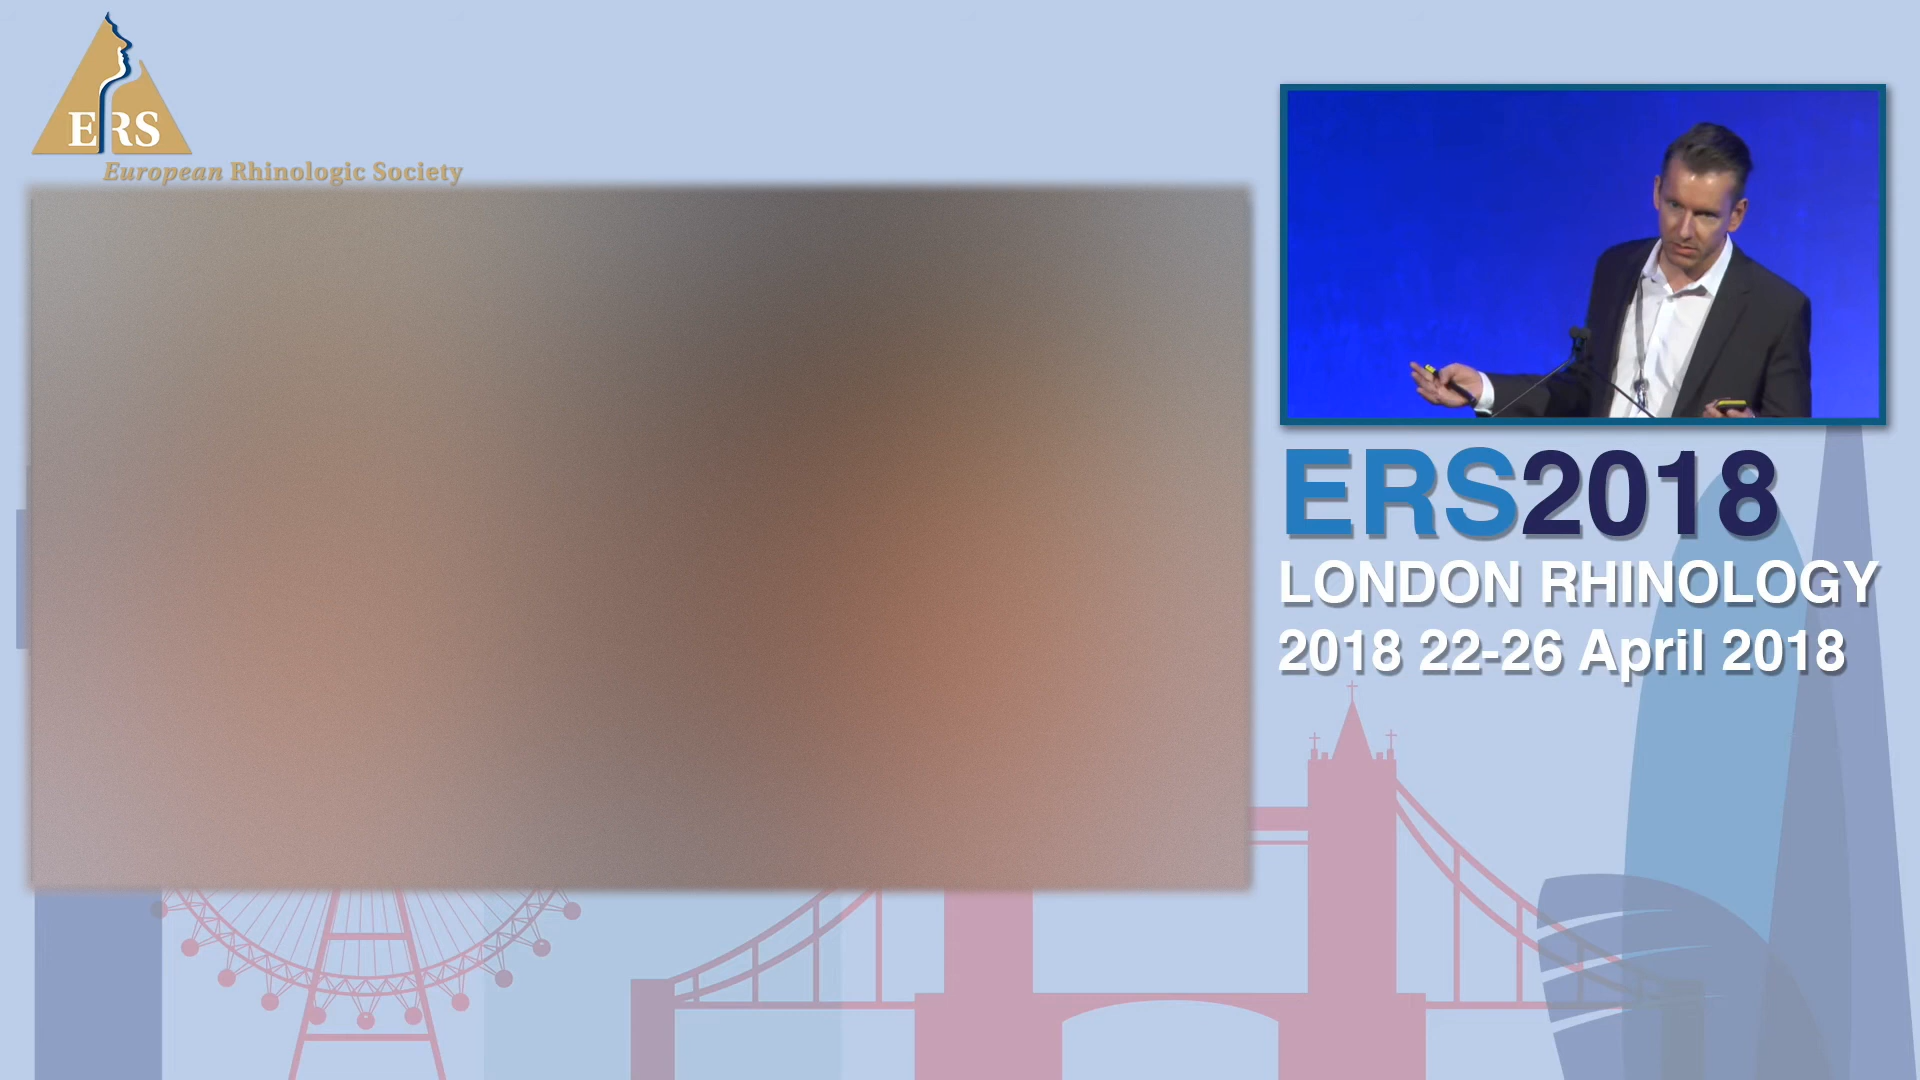 ERS
European Rhinologic Society
ERS2018
LONDON RHINOLOGY
2018 22-26 April 2018